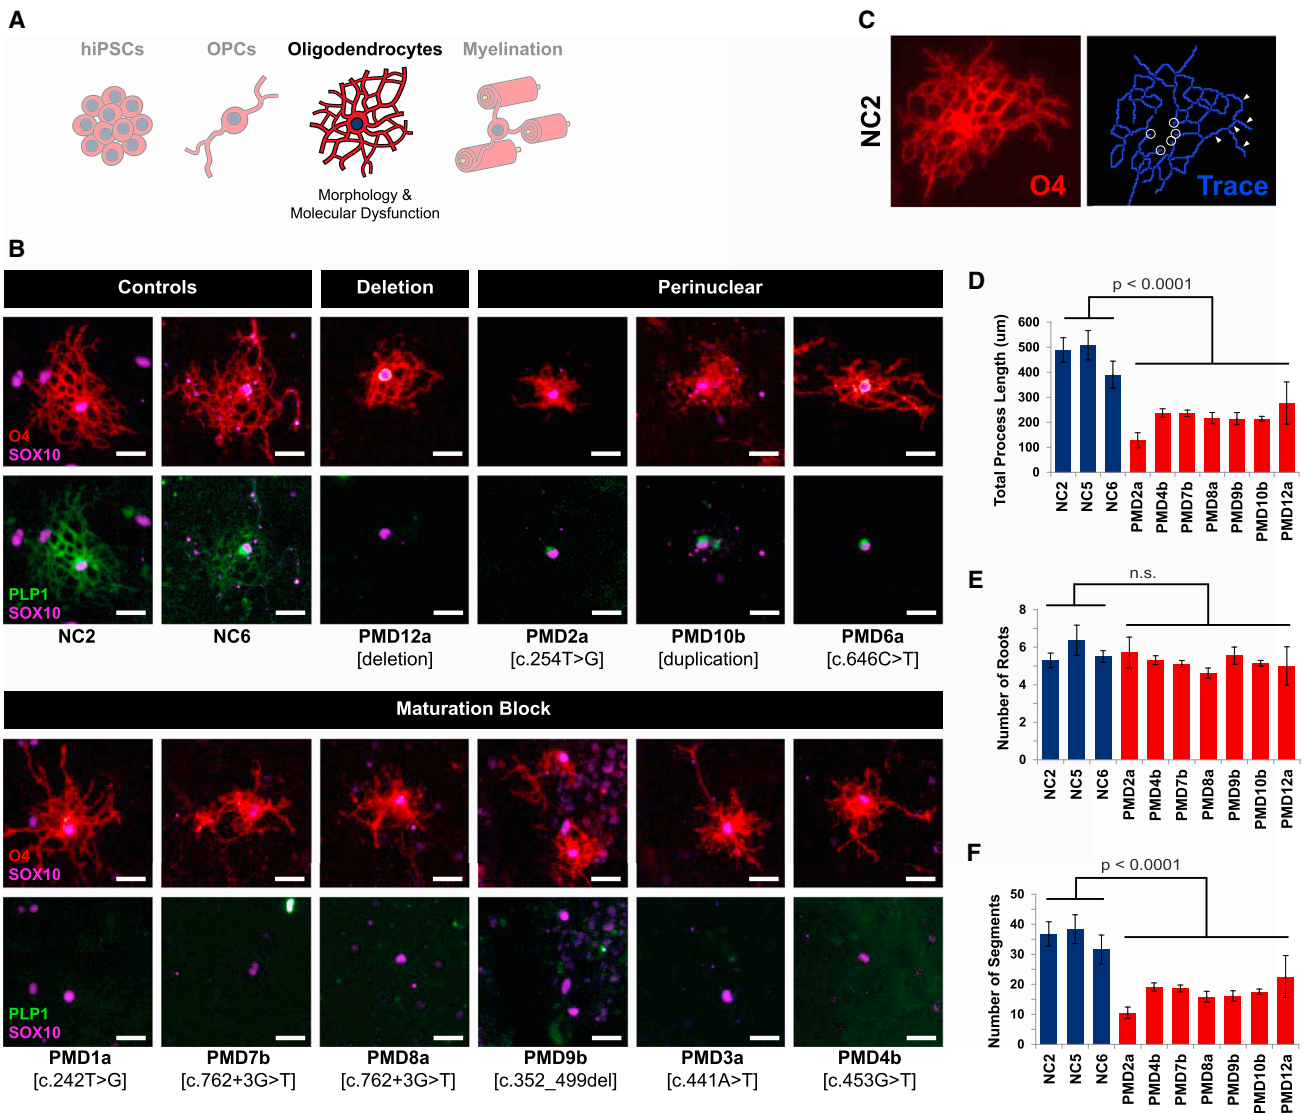 A
hiPSCs
OPCs
Oligodendrocytes
Myelination
Morphology &
Molecular Dysfunction
B
Controls
Deletion
Perinuclear
O4
SOX10
PLP1
SOX10
NC2
NC6
PMD12a
[deletion]
PMD2a
[c.254T>G]
PMD10b
[duplication]
PMD6a
[c.646C>T]
Maturation Block
O4
SOX10
PLP1
SOX10
PMD1a
[c.242T>G]
PMD7b
[c.762+3G>T]
PMD8a
[c.762+3G>T]
PMD9b
[c.352_499del]
PMD3a
[c.441A>T]
PMD4b
[c.453G>T]
C
NC2
O4
Trace
D
p < 0.0001
Total Process Length (um)
600
500
400
300
200
100
0
NC2
NC5
NC6
PMD2a
PMD4b
PMD7b
PMD8a
PMD9b
PMD10b
PMD12a
E
n.s.
Number of Roots
8
6
4
2
0
NC2
NC5
NC6
PMD2a
PMD4b
PMD7b
PMD8a
PMD9b
PMD10b
PMD12a
F
p < 0.0001
Number of Segments
50
40
30
20
10
0
NC2
NC5
NC6
PMD2a
PMD4b
PMD7b
PMD8a
PMD9b
PMD10b
PMD12a